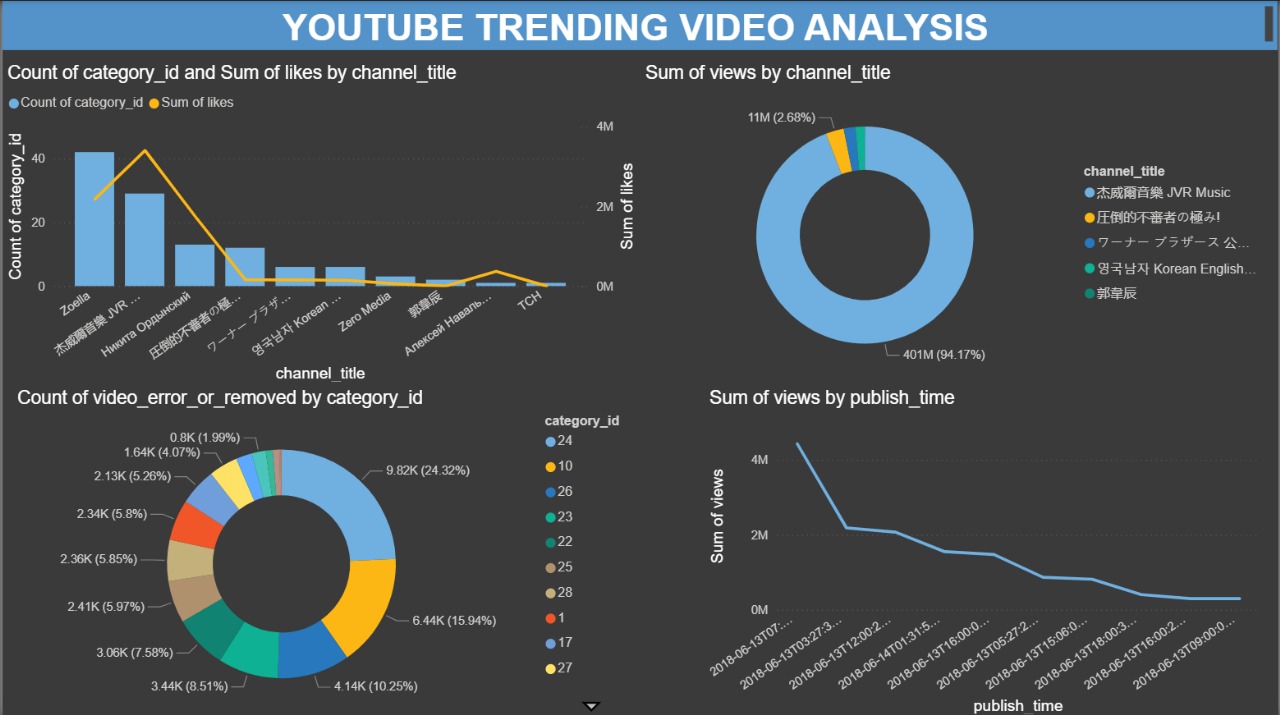 YOUTUBE TRENDING VIDEO ANALYSIS
Count of category_id and Sum of likes by channel_title
Count of category_id Sum of likes
Count of category_id
40
20
0
4M
2M
0M
Sum of likes
Zoella
杰威爾音樂 JVR ...
Никита Ордынский
圧倒的不審者の極...
ワーナー ブラザ...
영국남자 Korean ...
Zero Media
郭韋辰
Алексей Наваль...
ТСН
channel_title
Sum of views by channel_title
11M (2.68%)
401M (94.17%)
channel_title
杰威爾音樂 JVR Music
圧倒的不審者の極み!
ワーナー ブラザース 公...
영국남자 Korean English...
郭韋辰
Count of video_error_or_removed by category_id
0.8K (1.99%)
1.64K (4.07%)
2.13K (5.26%)
2.34K (5.8%)
2.36K (5.85%)
2.41K (5.97%)
3.06K (7.58%)
3.44K (8.51%)
9.82K (24.32%)
6.44K (15.94%)
4.14K (10.25%)
category_id
24
10
26
23
22
25
28
1
17
27
Sum of views by publish_time
Sum of views
4M
2M
0M
2018-06-13T07:...
2018-06-13T03:27:3...
2018-06-13T12:00:2...
2018-06-14T01:31:5...
2018-06-13T16:00:0...
2018-06-13T05:27:2...
2018-06-13T15:06:0...
2018-06-13T18:00:3...
2018-06-13T16:00:2...
2018-06-13T09:00:0...
publish_time